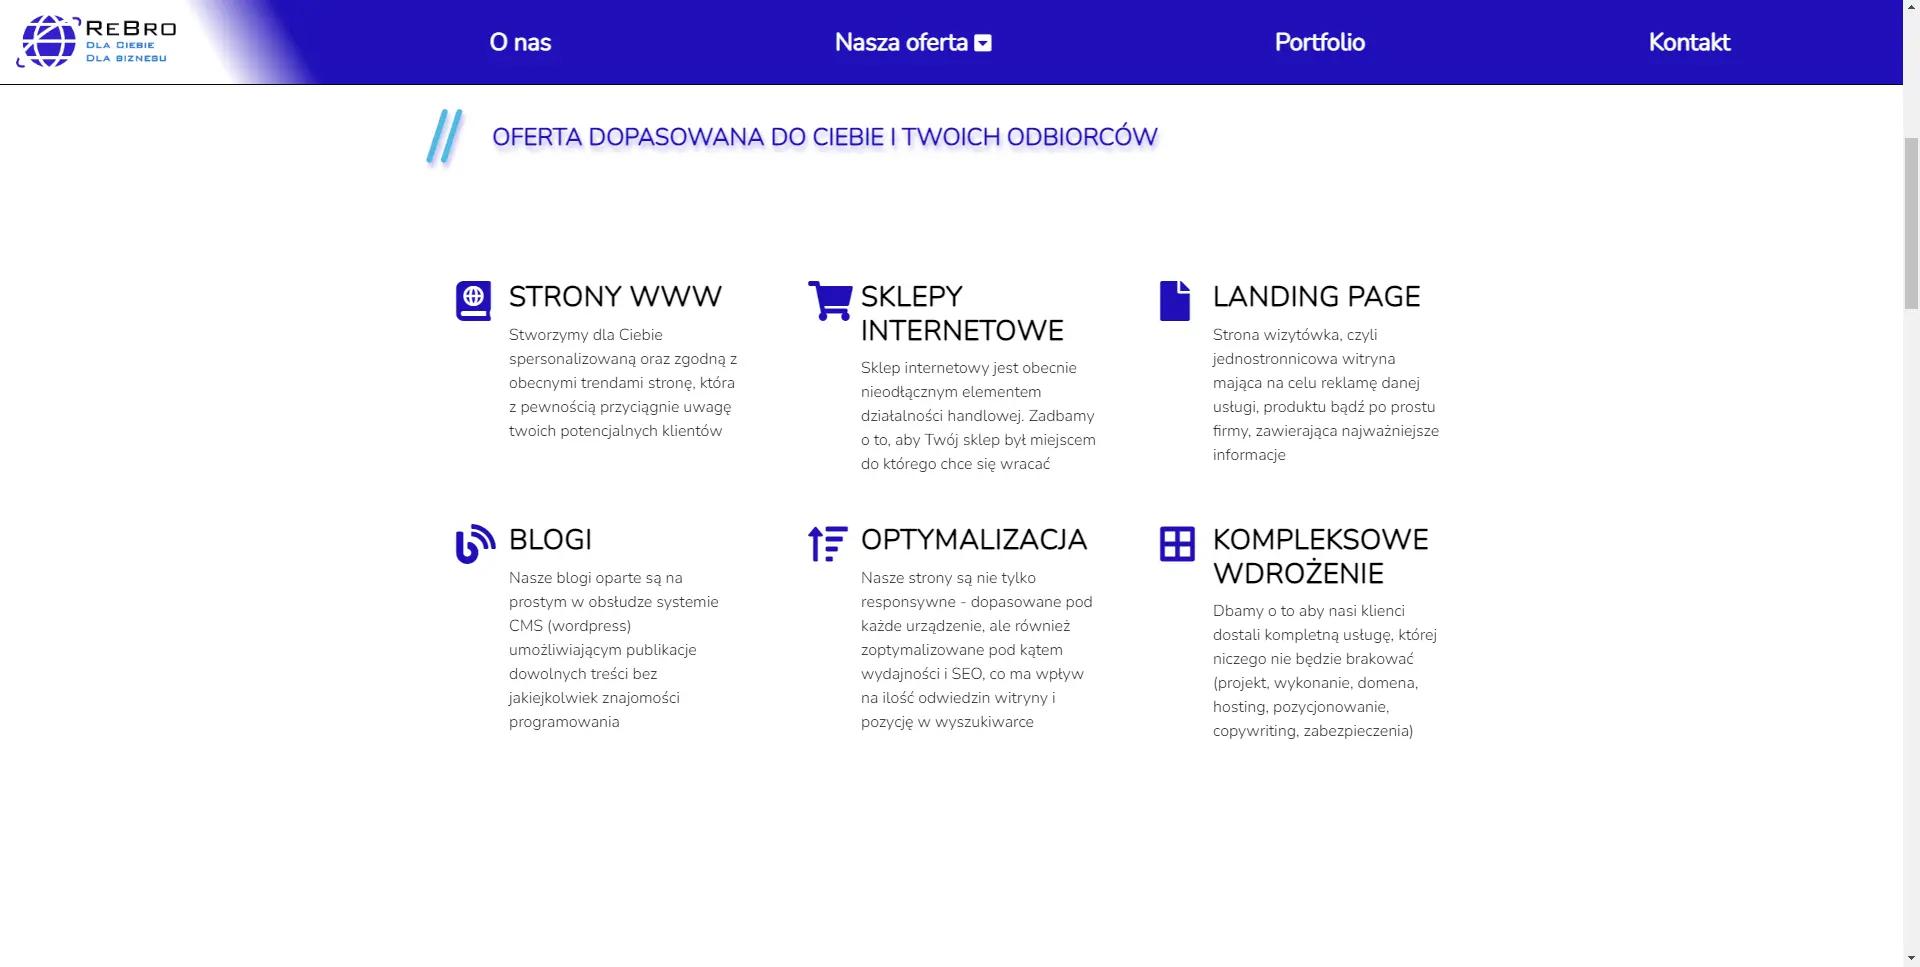 ReBro
Dla Ciebie
Dla biznesu
O nas
Nasza oferta
Portfolio
Kontakt
OFERTA DOPASOWANA DO CIEBIE I TWOICH ODBIORCÓW
STRONY WWW
Stworzymy dla Ciebie
spersonalizowaną oraz zgodną z
obecnymi trendami stronę, która
z pewnością przyciągnie uwagę
twoich potencjalnych klientów
SKLEPY
INTERNETOWE
Sklep internetowy jest obecnie
nieodłącznym elementem
działalności handlowej. Zadbamy
o to, aby Twój sklep był miejscem
do którego chce się wracać
LANDING PAGE
Strona wizytówka, czyli
jednostronnicowa witryna
mająca na celu reklamę danej
usługi, produktu bądź po prostu
firmy, zawierająca najważniejsze
informacje
BLOGI
Nasze blogi oparte są na
prostym w obsłudze systemie
CMS (wordpress)
umożliwiającym publikacje
dowolnych treści bez
jakiejkolwiek znajomości
programowania
OPTYMALIZACJA
Nasze strony są nie tylko
responsywne - dopasowane pod
każde urządzenie, ale również
zoptymalizowane pod kątem
wydajności i SEO, co ma wpływ
na ilość odwiedzin witryny i
pozycję w wyszukiwarce
KOMPLEKSOWE
WDROŻENIE
Dbamy o to aby nasi klienci
dostali kompletną usługę, której
niczego nie będzie brakować
(projekt, wykonanie, domena,
hosting, pozycjonowanie,
copywriting, zabezpieczenia)